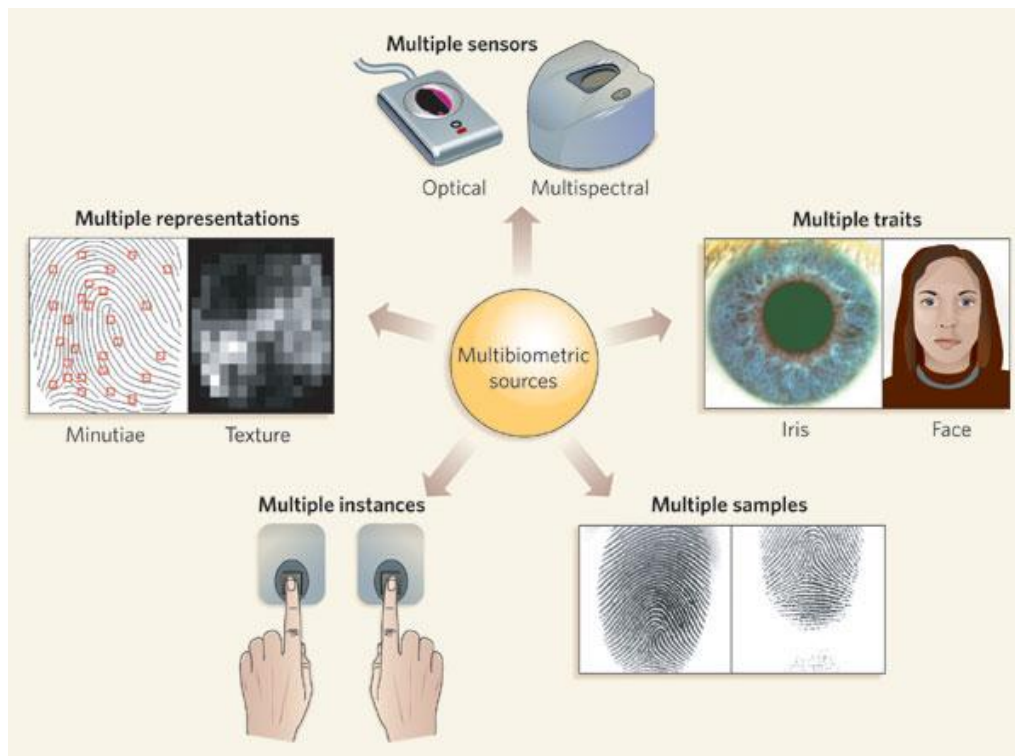 Multiple sensors
Optical
Multispectral
Multiple representations
Minutiae
Texture
Multiple traits
Iris
Face
Multibiometric
sources
Multiple instances
Multiple samples